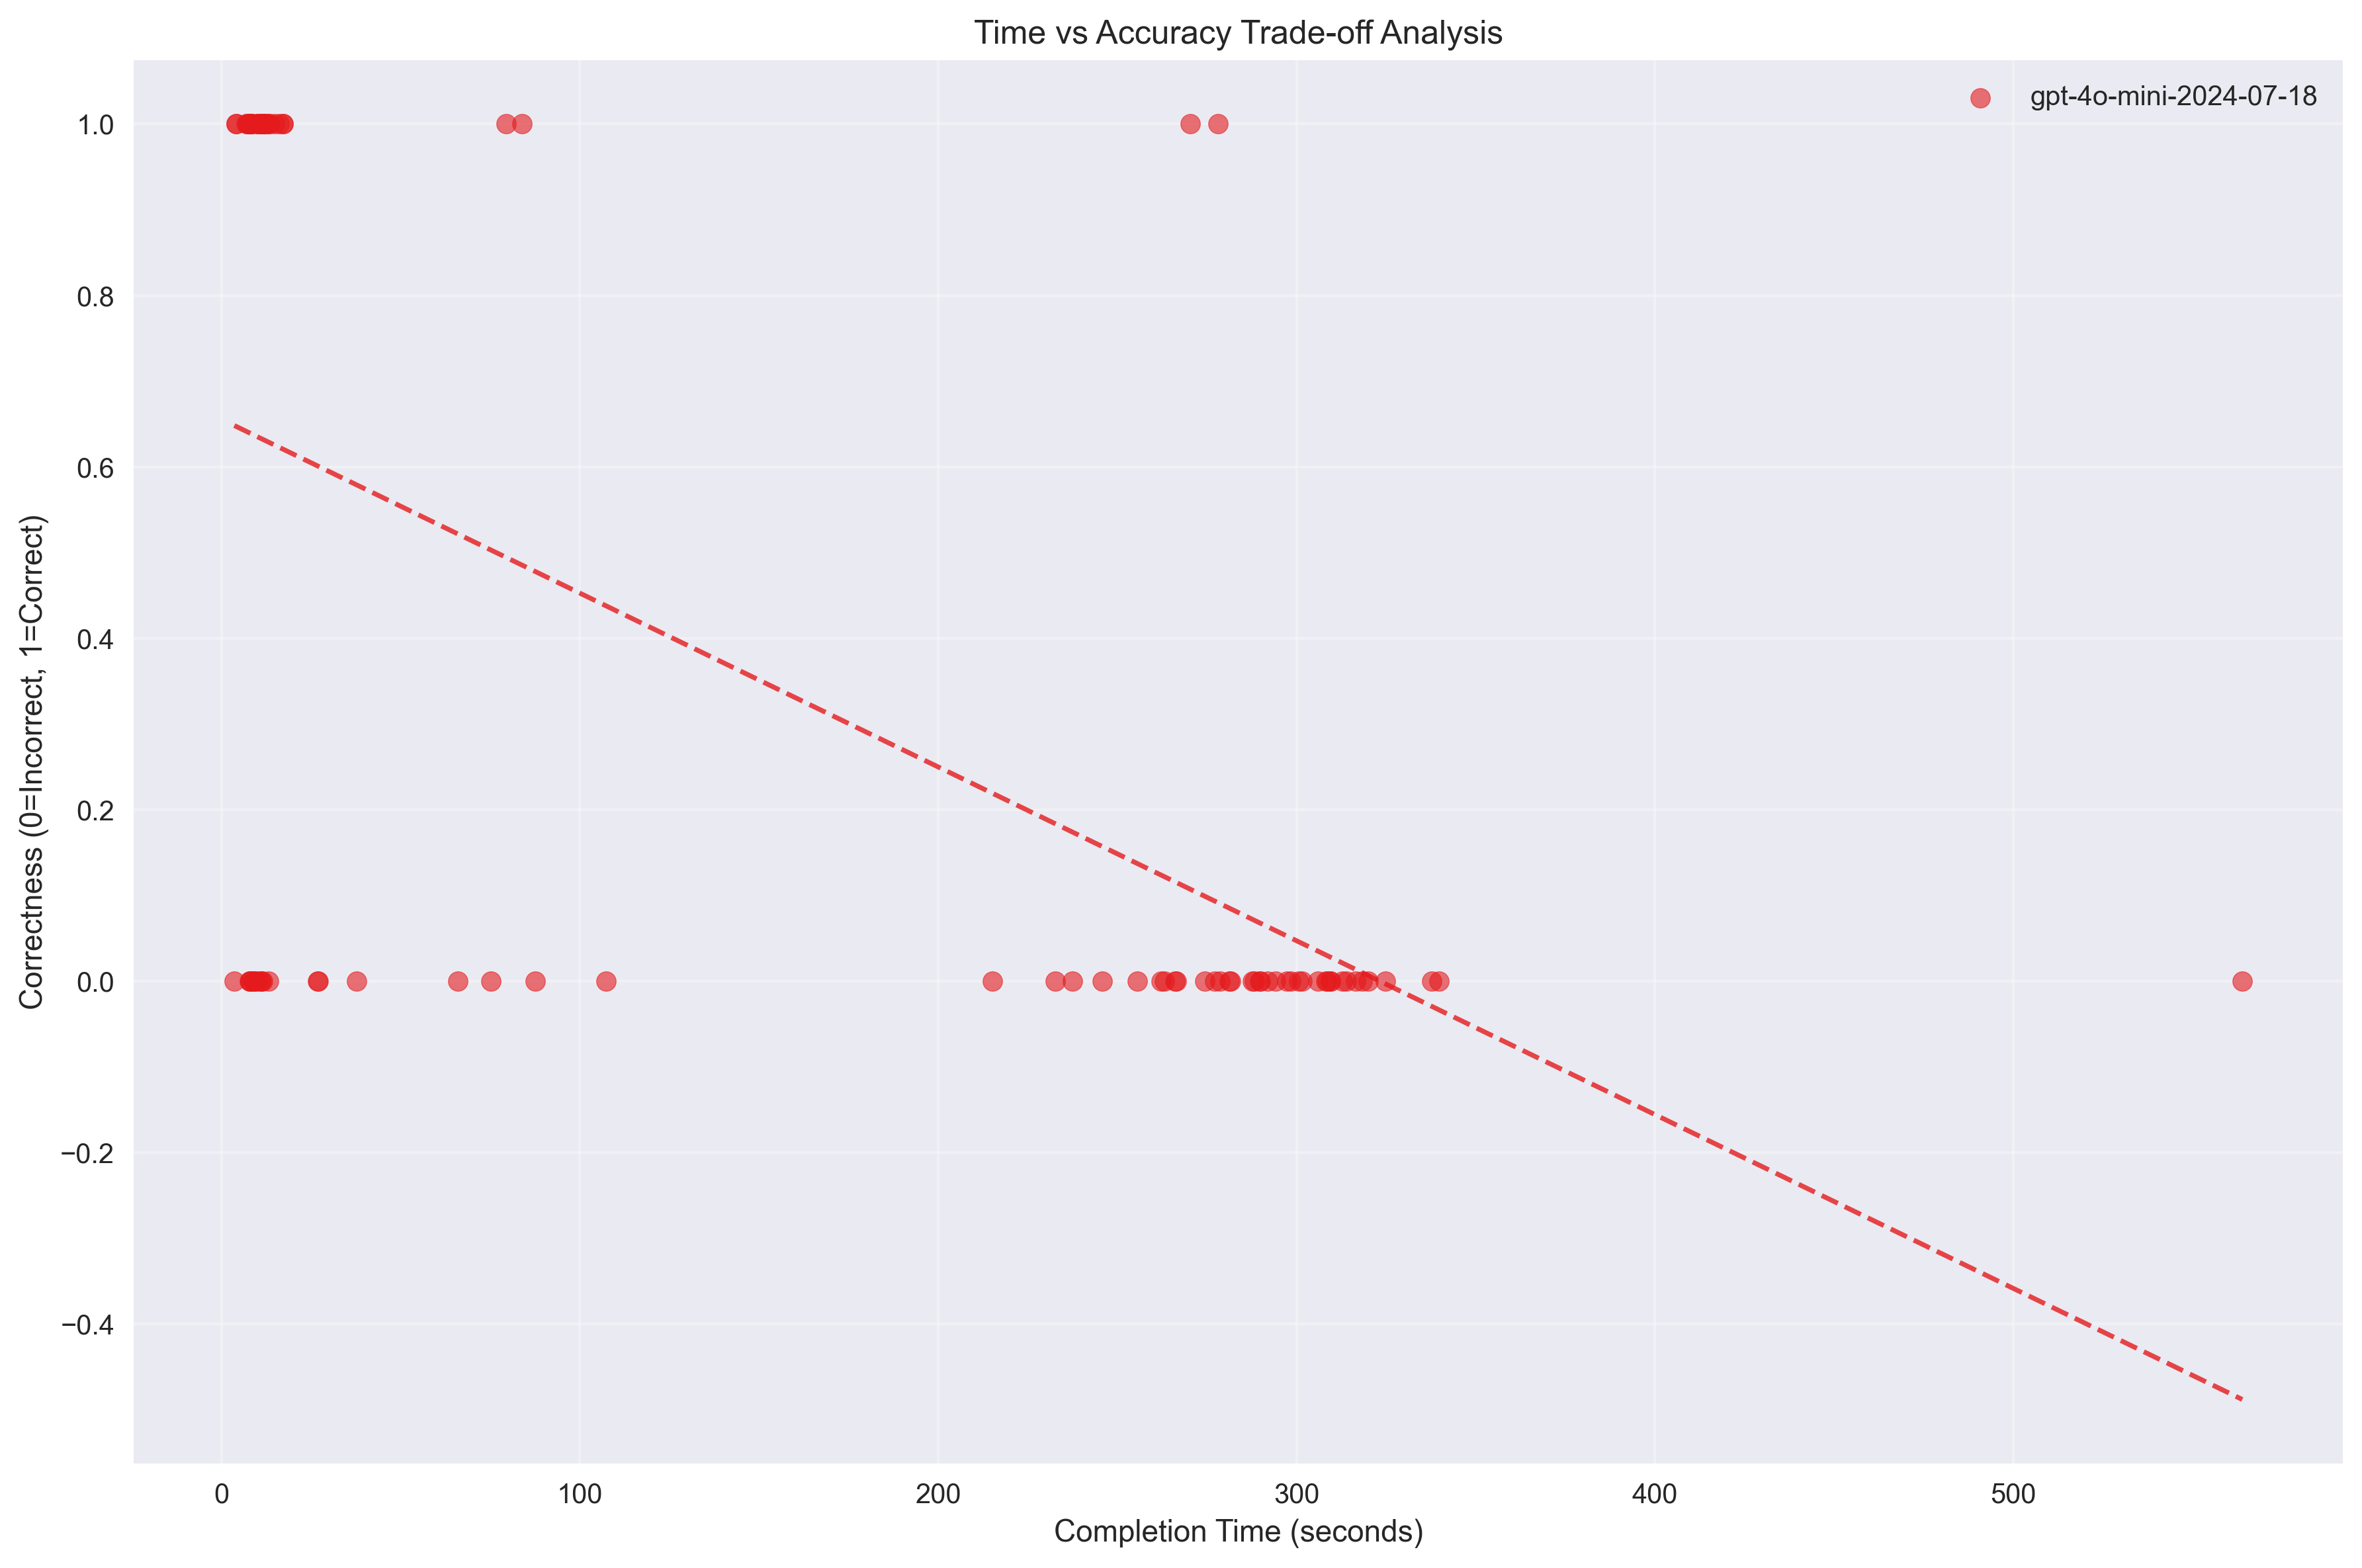 Time vs Accuracy Trade-off Analysis
gpt-4o-mini-2024-07-18
Correctness (0=Incorrect, 1=Correct)
1.0
0.8
0.6
0.4
0.2
0.0
−0.2
−0.4
0 100 200 300 400 500
Completion Time (seconds)